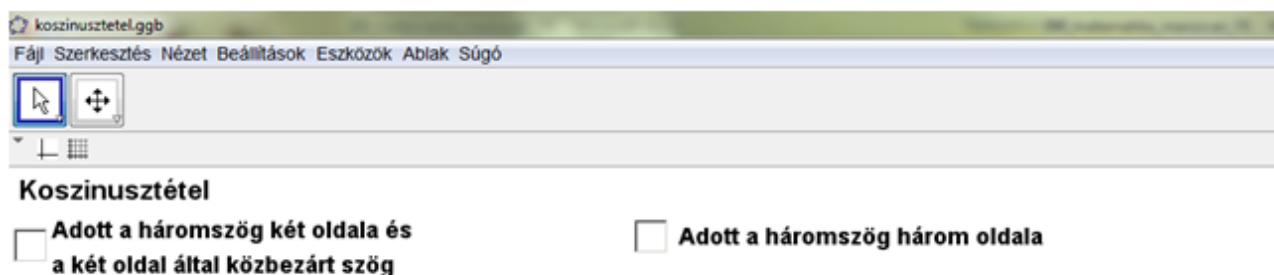 koszinusztetel.ggb
Fájl Szerkesztés Nézet Beállítások Eszközök Ablak Súgó
Koszinusztétel
Adott a háromszög két oldala és
a két oldal által közbezárt szög
Adott a háromszög három oldala